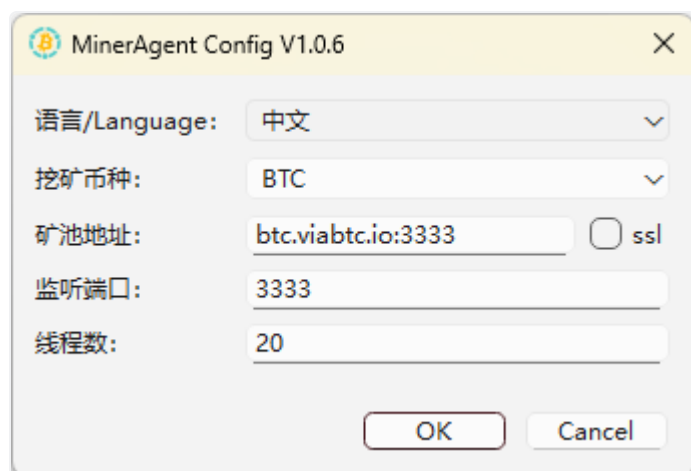 MinerAgent Config V1.0.6
语言/Language: 中文
挖矿币种: BTC
矿池地址: btc.viabtc.io:3333 ssl
监听端口: 3333
线程数: 20
OK Cancel